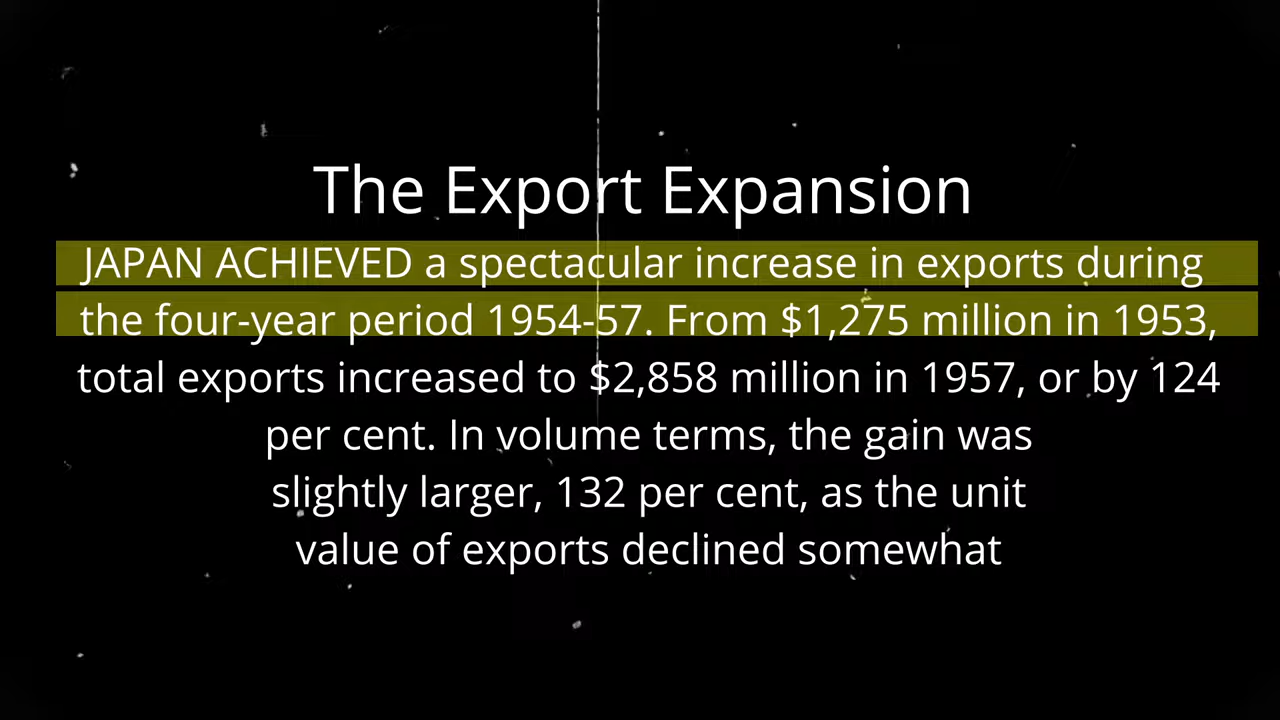 The Export Expansion
JAPAN ACHIEVED a spectacular increase in exports during
the four-year period 1954-57. From $1,275 million in 1953,
total exports increased to $2,858 million in 1957, or by 124
per cent. In volume terms, the gain was
slightly larger, 132 per cent, as the unit
value of exports declined somewhat